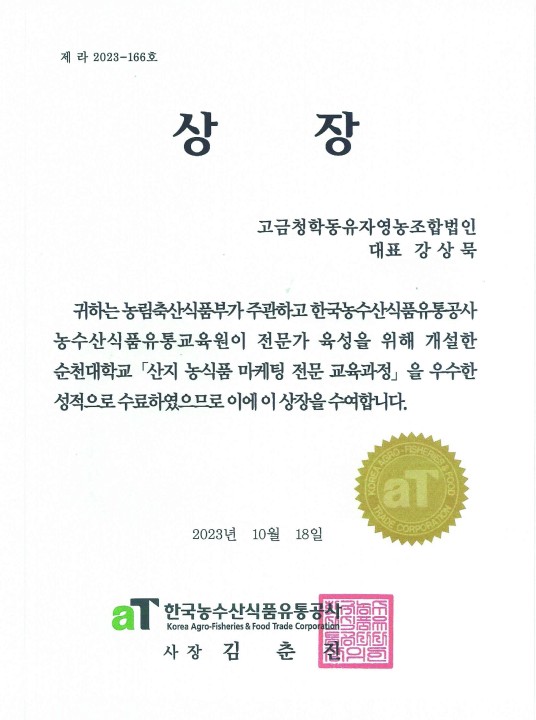 제 라 2023-166호
상 장
고금청학동유자영농조합법인
대표 강상묵
귀하는 농림축산식품부가 주관하고 한국농수산식품유통공사
농수산식품유통교육원이 전문가 육성을 위해 개설한
순천대학교 「산지 농식품 마케팅 전문 교육과정」을 우수한
성적으로 수료하였으므로 이에 이 상장을 수여합니다.
KOREA AGRO-FISHERIES & FOOD
aT
TRADE CORPORATION
2023년 10월 18일
aT 한국농수산식품유통공사
Korea Agro-Fisheries & Food Trade Corporation
사장 김춘진